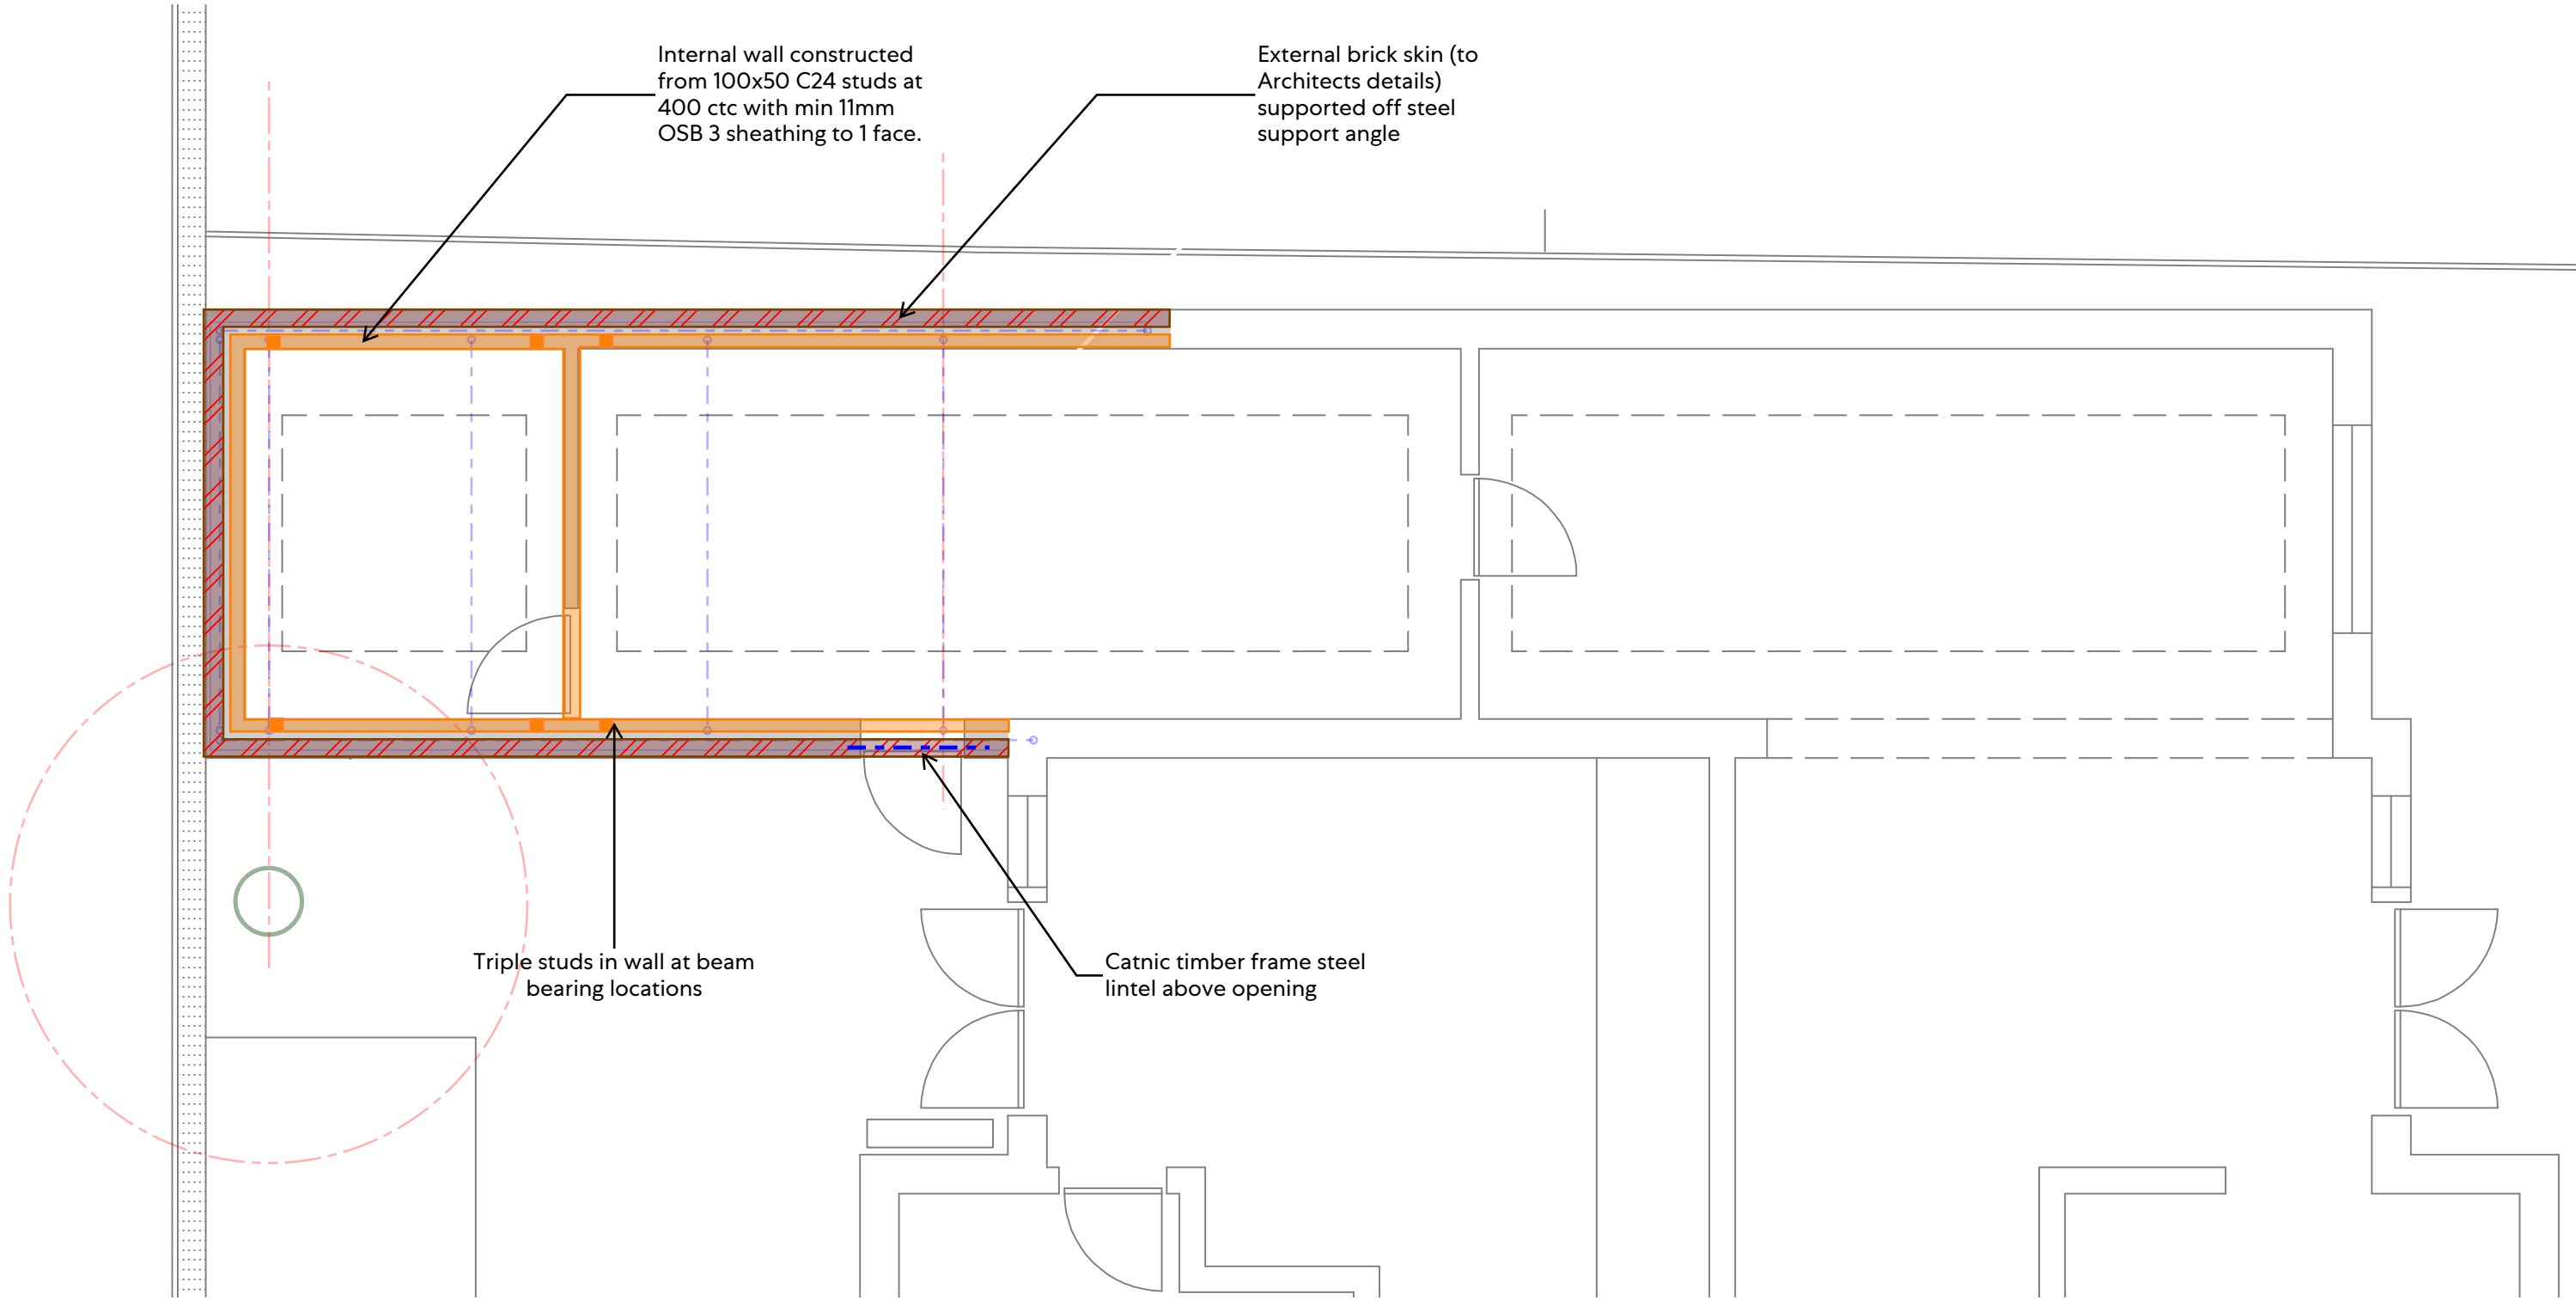 Internal wall constructed
from 100x50 C24 studs at
400 ctc with min 11mm
OSB 3 sheathing to 1 face.
External brick skin (to
Architects details)
supported off steel
support angle
Triple studs in wall at beam
bearing locations
Catnic timber frame steel
lintel above opening